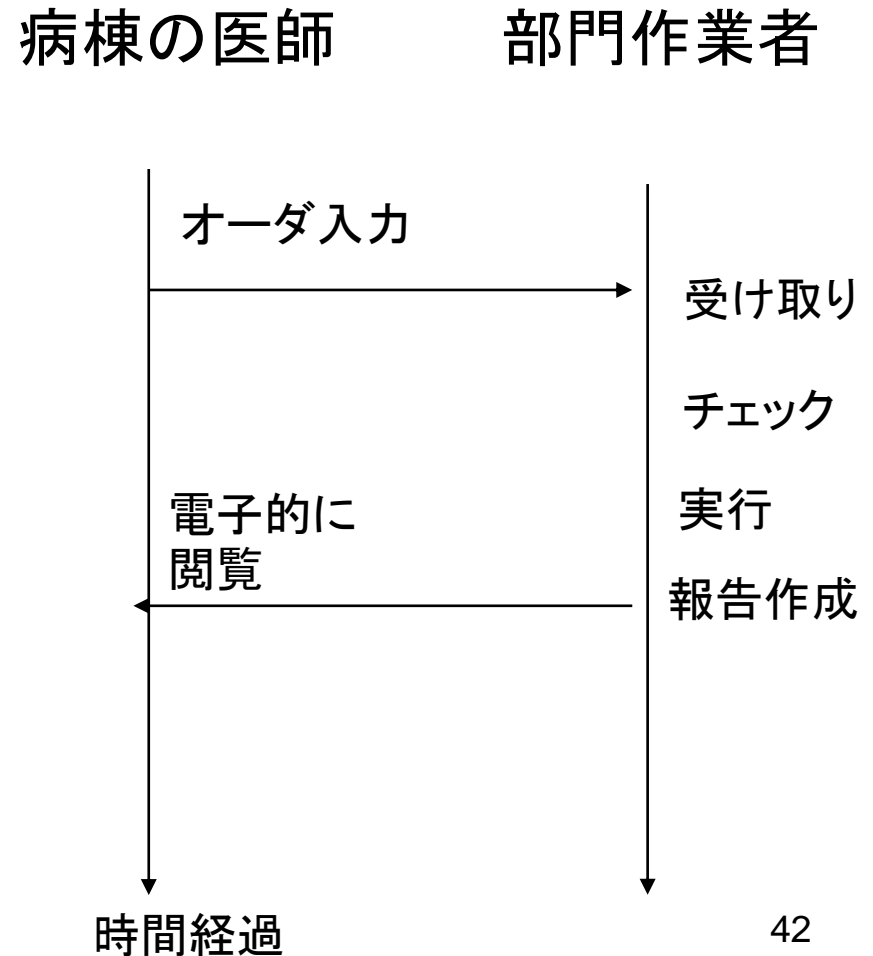 病棟の医師
部門作業者
オーダ入力
受け取り
チェック
電子的に
閲覧
実行
報告作成
時間経過
42